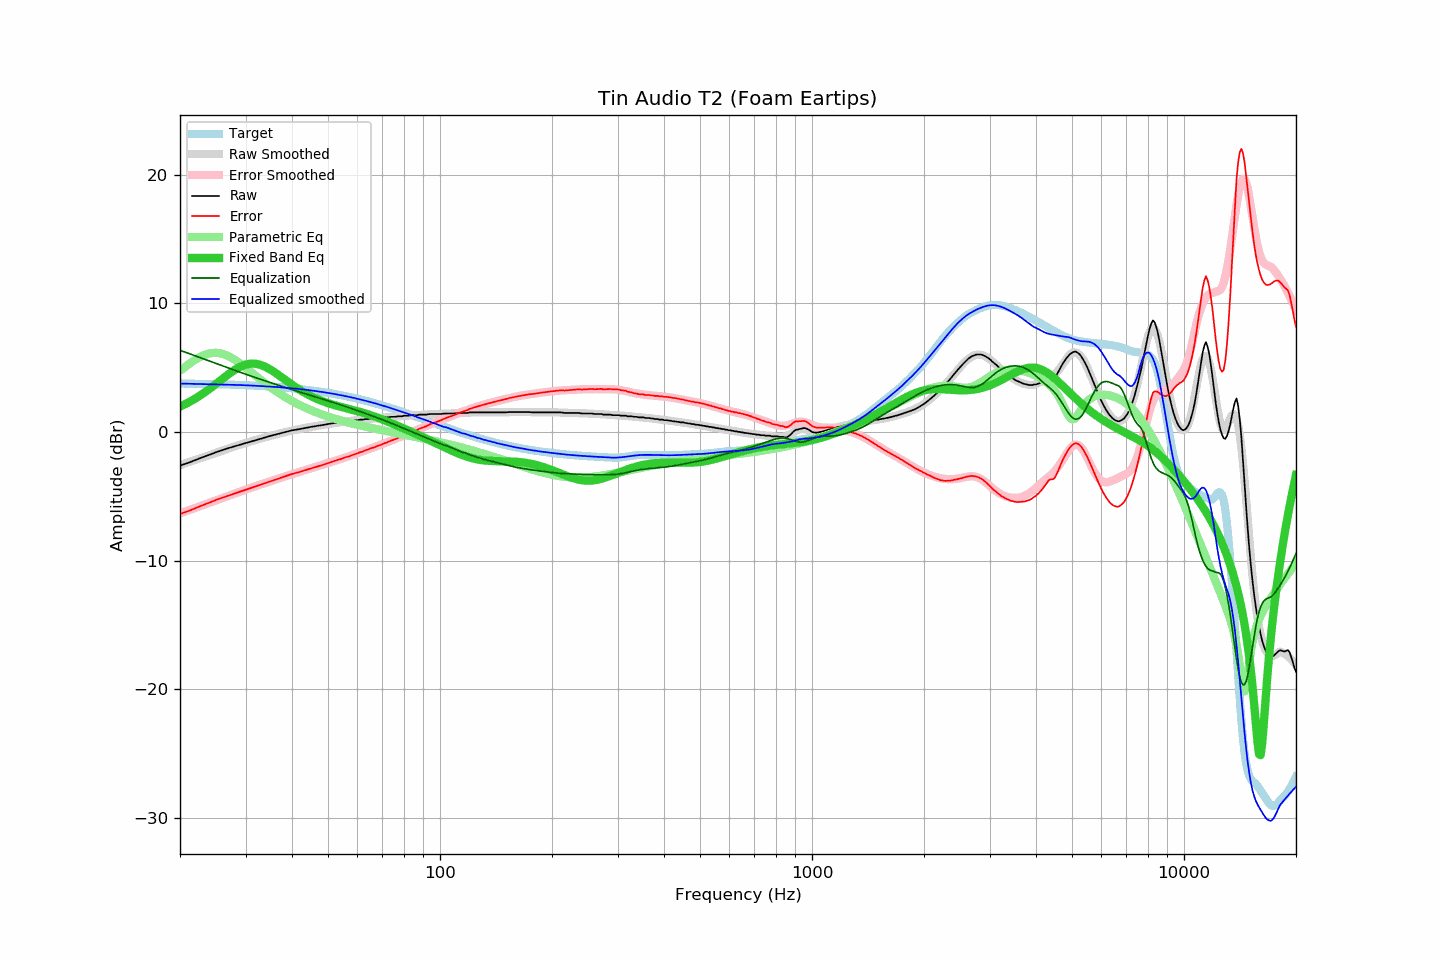 Tin Audio T2 (Foam Eartips)
Target
Raw Smoothed
Error Smoothed
Raw
Error
Parametric Eq
Fixed Band Eq
Equalization
Equalized smoothed
20
10
0
−10
−20
−30
Amplitude (dBr)
100
1000
10000
Frequency (Hz)